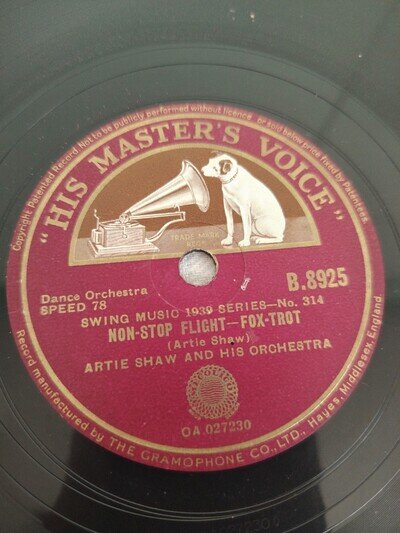 Copyright Patented Record. Not to be publicly performed without licence or sold below price fixed by Patentees.
"HIS MASTER'S VOICE"
TRADE MARK
Dance Orchestra
SPEED 78
B.8925
SWING MUSIC 1939 SERIES—No. 314
NON-STOP FLIGHT—FOX-TROT
(Artie Shaw)
ARTIE SHAW AND HIS ORCHESTRA
OA.027230
Record manufactured by THE GRAMOPHONE CO., LTD., Hayes, Middlesex, England